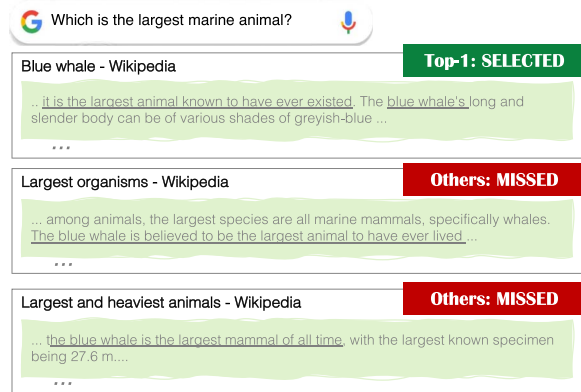 Which is the largest marine animal?
Top-1: SELECTED
Blue whale - Wikipedia
.. it is the largest animal known to have ever existed. The blue whale's long and
slender body can be of various shades of greyish-blue ...
...
Others: MISSED
Largest organisms - Wikipedia
... among animals, the largest species are all marine mammals, specifically whales.
The blue whale is believed to be the largest animal to have ever lived ...
...
Others: MISSED
Largest and heaviest animals - Wikipedia
... the blue whale is the largest mammal of all time, with the largest known specimen
being 27.6 m....
...